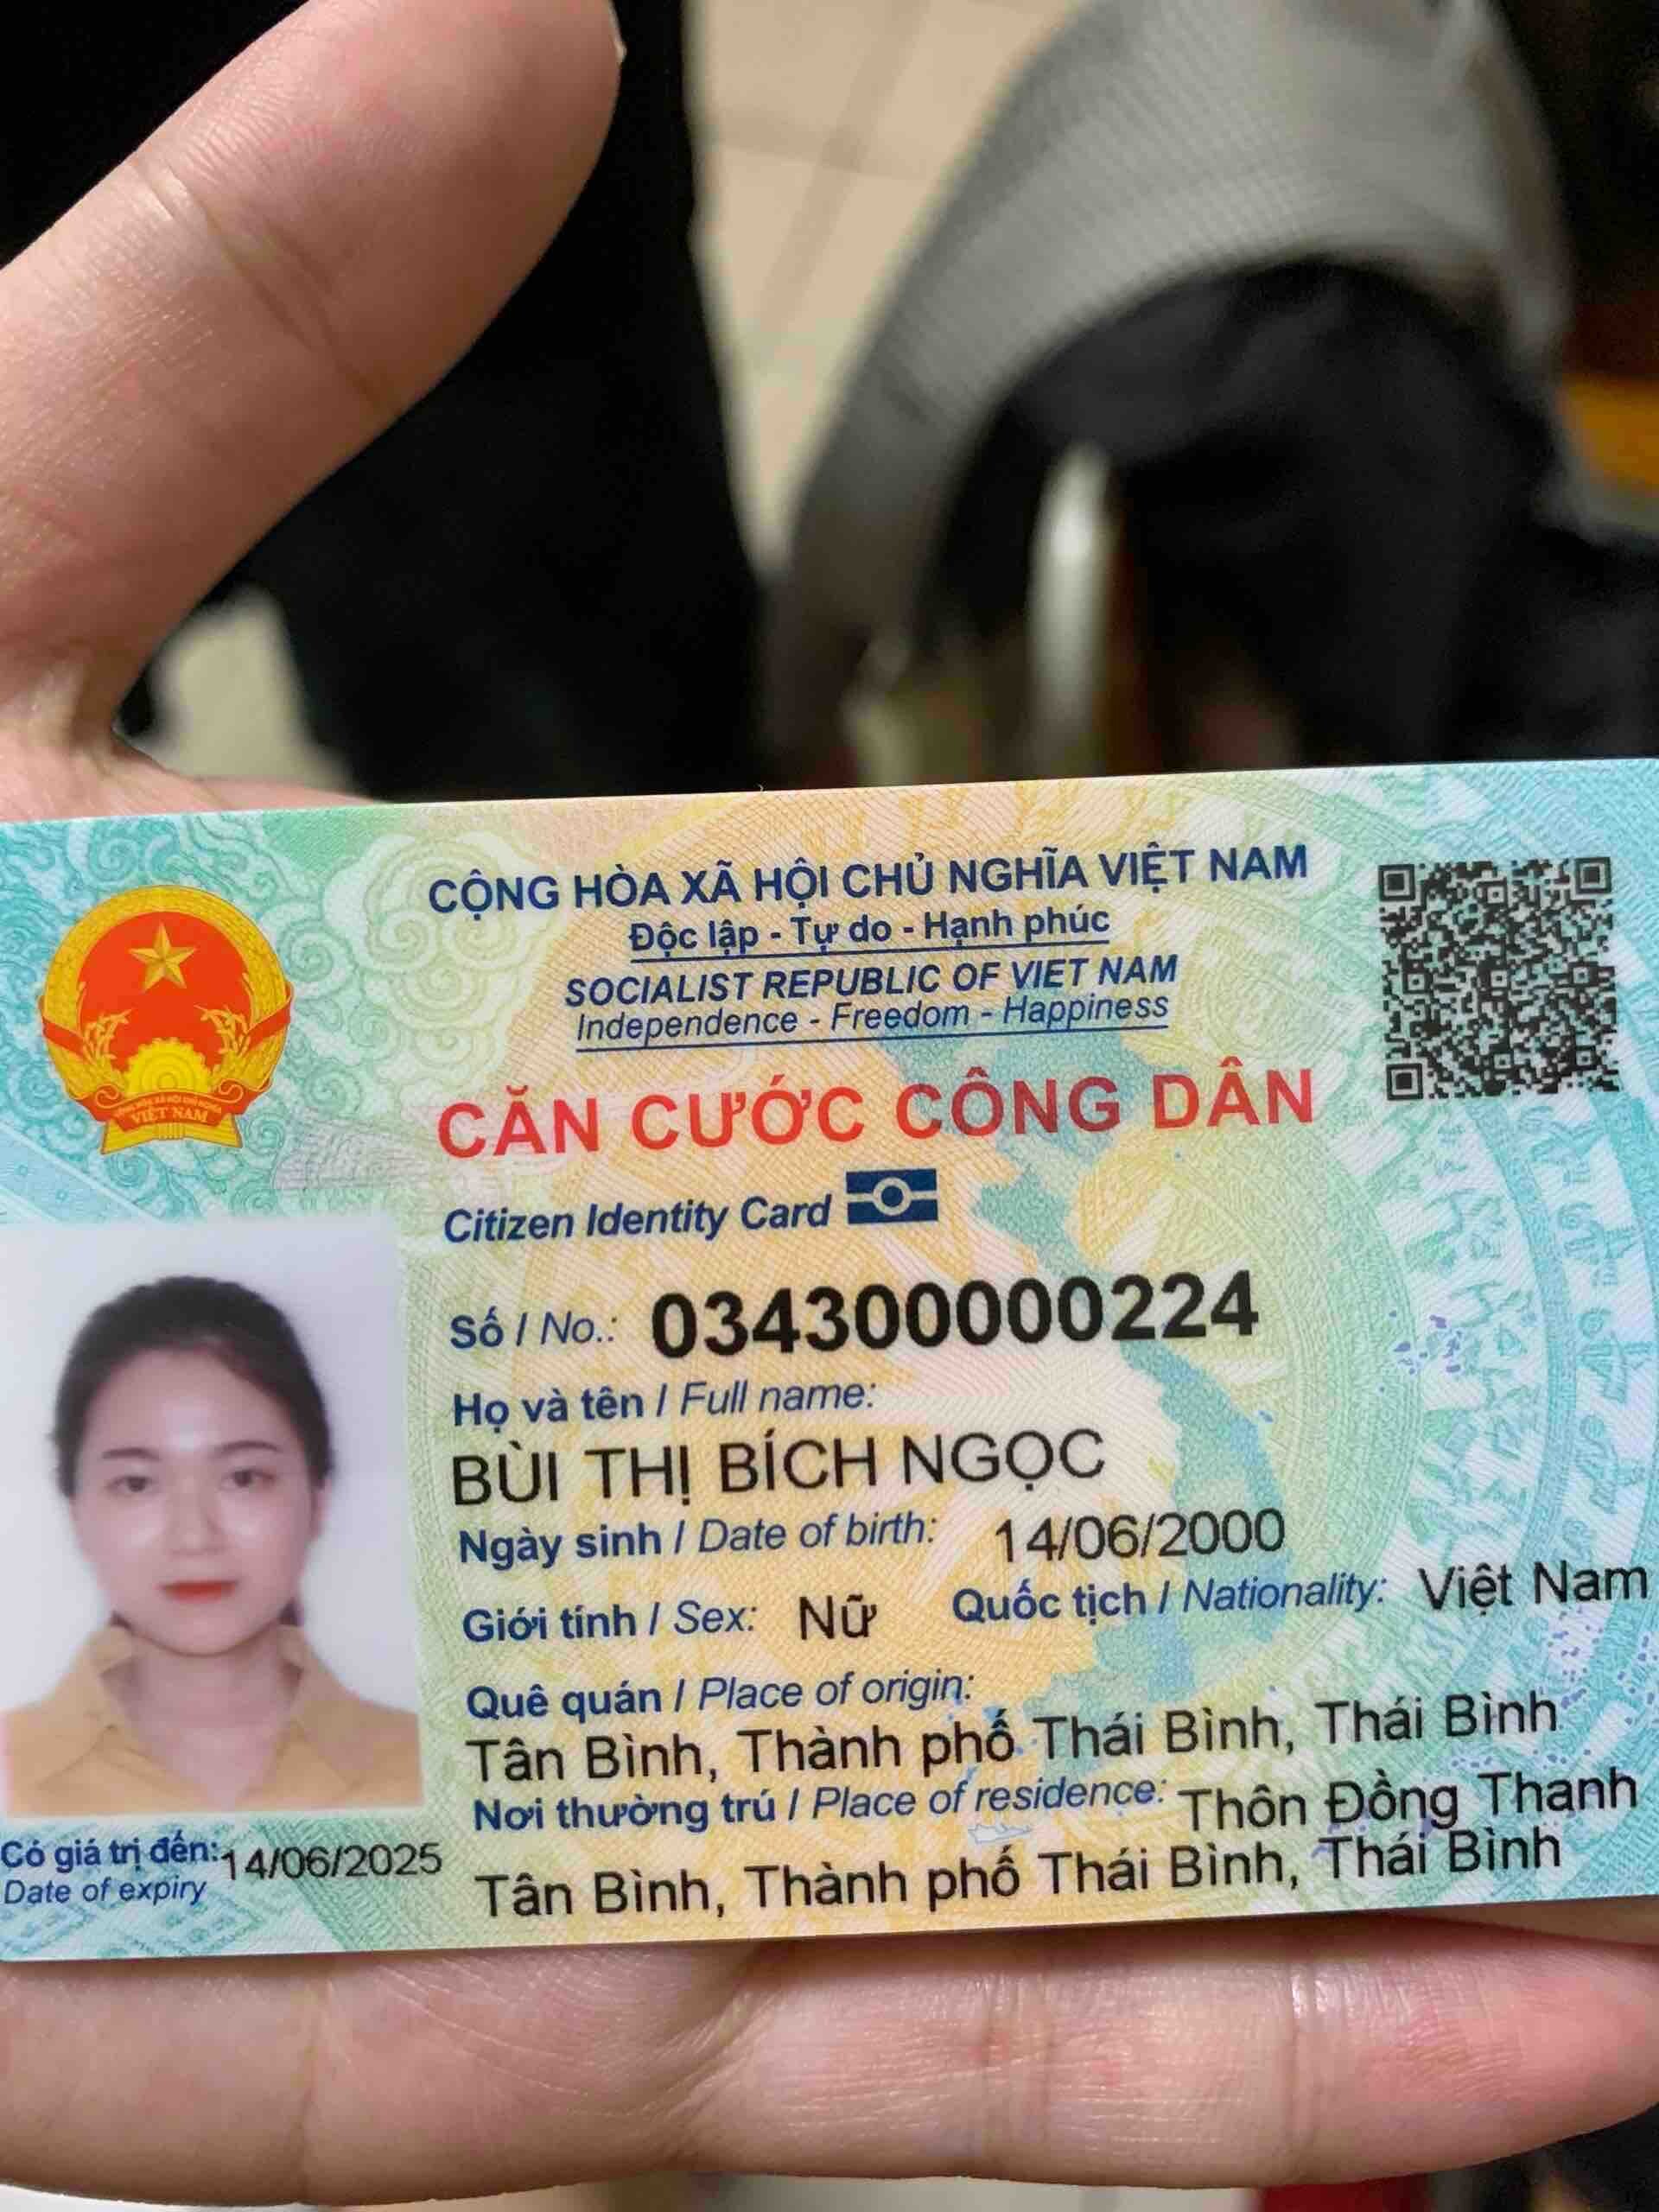 CỘNG HÒA XÃ HỘI CHỦ NGHĨA VIỆT NAM
Độc lập - Tự do - Hạnh phúc
SOCIALIST REPUBLIC OF VIET NAM
Independence - Freedom - Happiness
CĂN CƯỚC CÔNG DÂN
Citizen Identity Card
VIỆT NAM
Số / No.: 034300000224
Họ và tên / Full name:
BÙI THỊ BÍCH NGỌC
Ngày sinh / Date of birth: 14/06/2000
Giới tính / Sex: Nữ Quốc tịch / Nationality: Việt Nam
Quê quán / Place of origin:
Tân Bình, Thành phố Thái Bình, Thái Bình
Nơi thường trú / Place of residence: Thôn Đồng Thanh
Tân Bình, Thành phố Thái Bình, Thái Bình
Có giá trị đến: 14/06/2025
Date of expiry